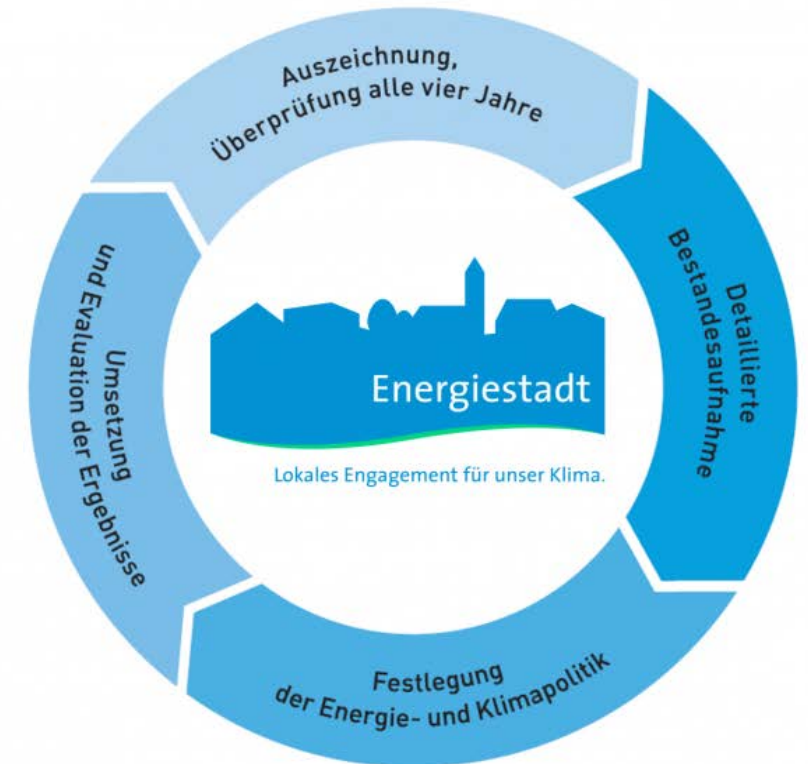 Auszeichnung,
Überprüfung alle vier Jahre
Detaillierte
Bestandesaufnahme
Festlegung
der Energie- und Klimapolitik
Umsetzung
und Evaluation der Ergebnisse
Energiestadt
Lokales Engagement für unser Klima.